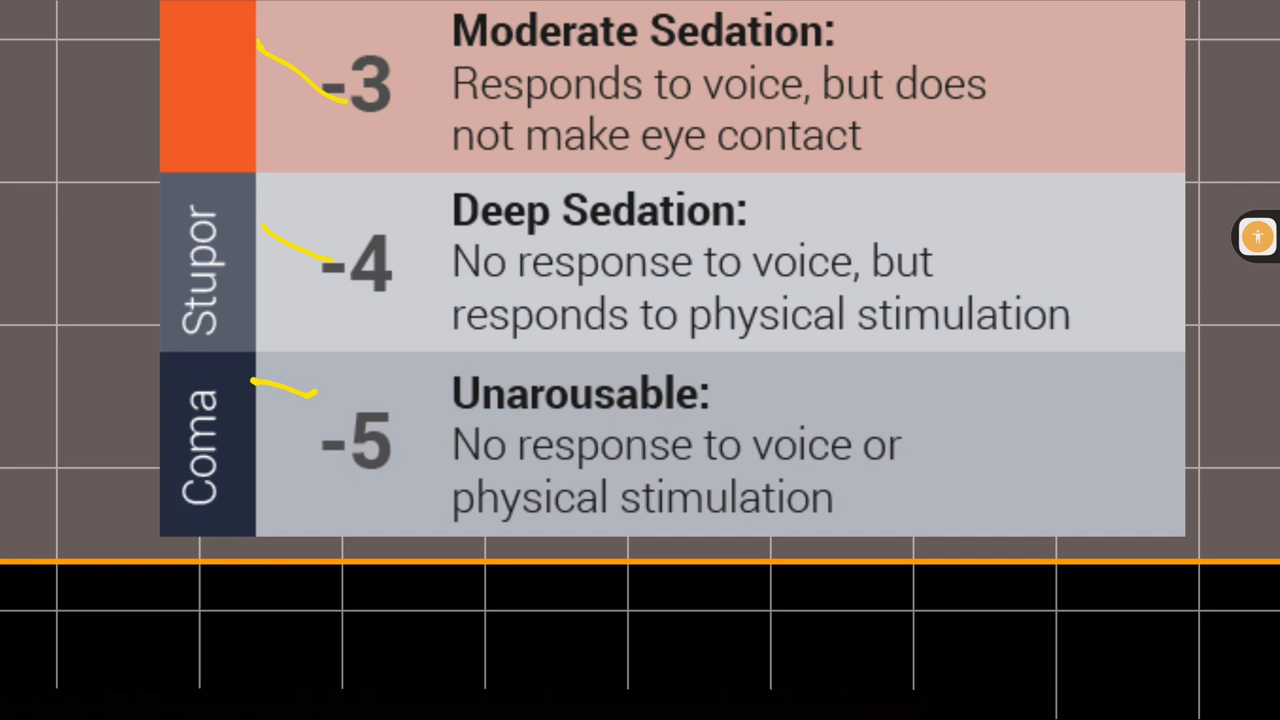 -3
Moderate Sedation:
Responds to voice, but does
not make eye contact
Stupor
-4
Deep Sedation:
No response to voice, but
responds to physical stimulation
Coma
-5
Unarousable:
No response to voice or
physical stimulation